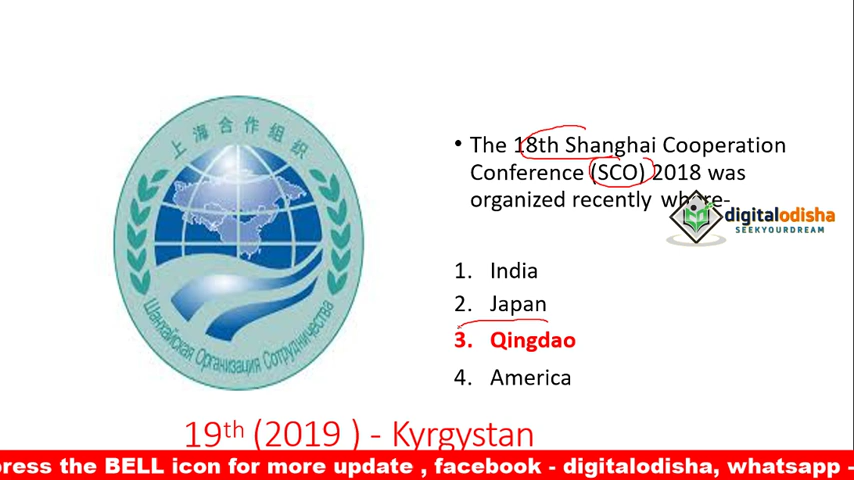 上海合作组织
Шанхайская Организация Сотрудничества
• The 18th Shanghai Cooperation
Conference (SCO) 2018 was
organized recently where-
digitalodisha
SEEKYOURDREAM
1. India
2. Japan
3. Qingdao
4. America
19th (2019 ) - Kyrgystan
press the BELL icon for more update , facebook - digitalodisha, whatsapp -